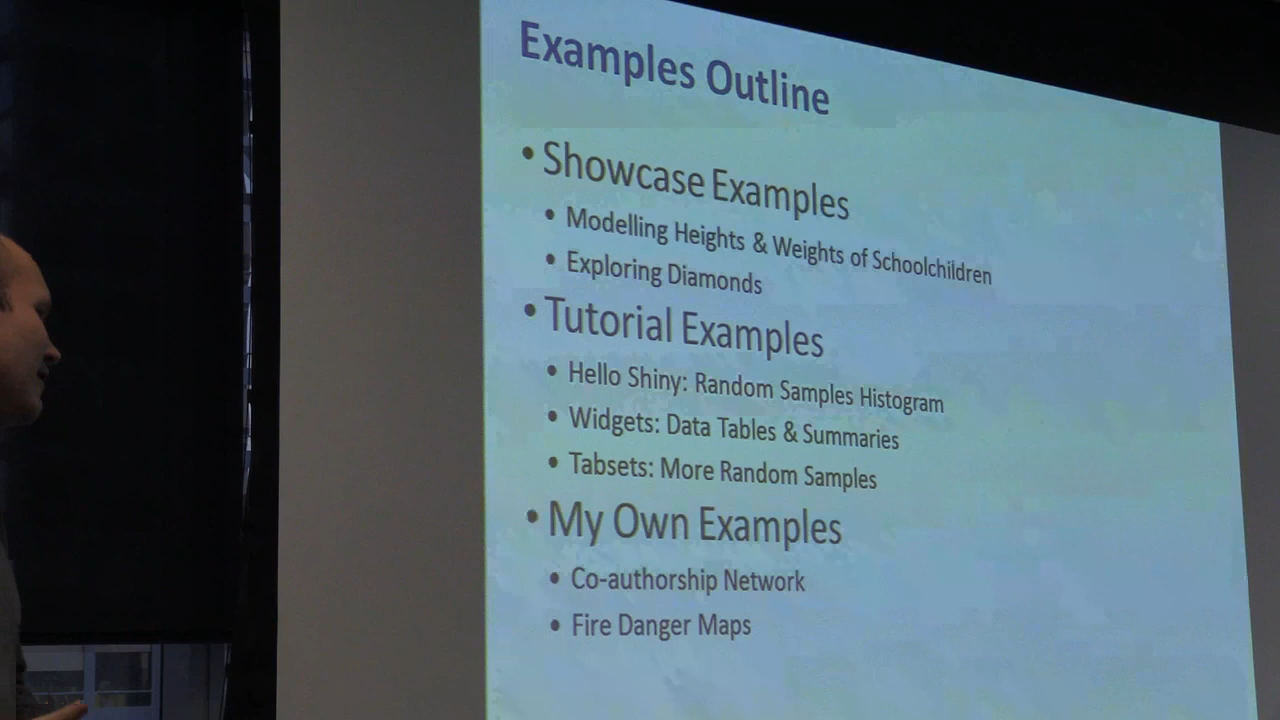 Examples Outline
• Showcase Examples
• Modelling Heights & Weights of Schoolchildren
• Exploring Diamonds
• Tutorial Examples
• Hello Shiny: Random Samples Histogram
• Widgets: Data Tables & Summaries
• Tabsets: More Random Samples
• My Own Examples
• Co-authorship Network
• Fire Danger Maps